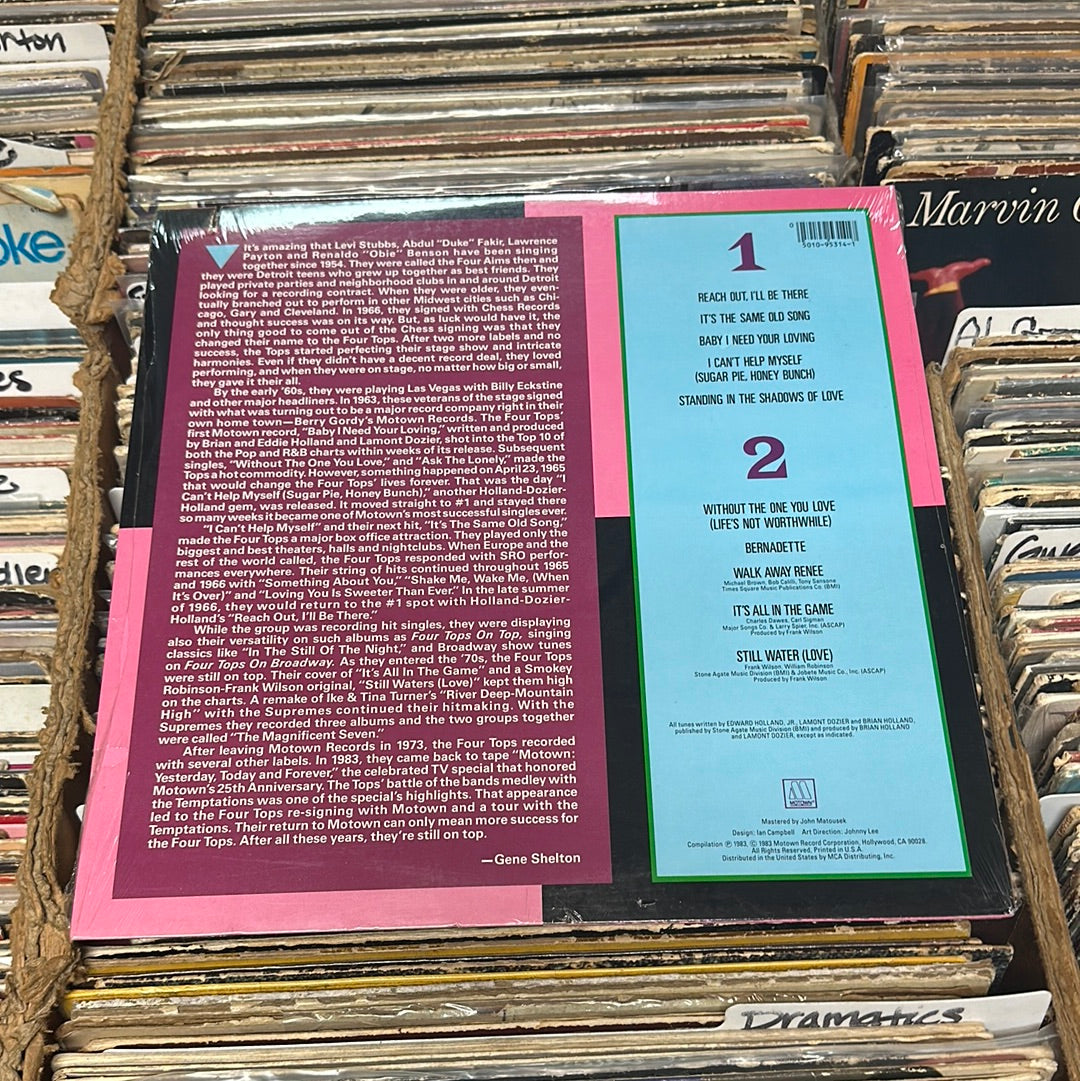 It's amazing that Levi Stubbs, Abdul "Duke" Fakir, Lawrence
Payton and Renaldo "Obie" Benson have been singing
together since 1954. They were called the Four Aims then and
they were Detroit teens who grew up together as best friends. They
played private parties and neighborhood clubs in and around Detroit
looking for a recording contract. When they were older, they even-
tually branched out to perform in other Midwest cities such as Chi-
cago, Gary and Cleveland. In 1966, they signed with Chess Records
and thought success was on its way. But, as luck would have it, the
only thing good to come out of the Chess signing was that they
changed their name to the Four Tops. After two more labels and no
success, the Tops started perfecting their stage show and intricate
harmonies. Even if they didn't have a decent record deal, they loved
performing, and when they were on stage, no matter how big or small,
they gave it their all.
By the early '60s, they were playing Las Vegas with Billy Eckstine
and other major headliners. In 1963, these veterans of the stage signed
with what was turning out to be a major record company right in their
own home town—Berry Gordy's Motown Records. The Four Tops'
first Motown record, "Baby I Need Your Loving," written and produced
by Brian and Eddie Holland and Lamont Dozier, shot into the Top 10 of
both the Pop and R&B charts within weeks of its release. Subsequent
singles, "Without The One You Love," and "Ask The Lonely," made the
Tops a hot commodity. However, something happened on April 23, 1965
that would change the Four Tops' lives forever. That was the day "I
Can't Help Myself (Sugar Pie, Honey Bunch)," another Holland-Dozier-
Holland gem, was released. It moved straight to #1 and stayed there
so many weeks it became one of Motown's most successful singles ever.
"I Can't Help Myself" and their next hit, "It's The Same Old Song,"
made the Four Tops a major box office attraction. They played only the
biggest and best theaters, halls and nightclubs. When Europe and the
rest of the world called, the Four Tops responded with SRO perfor-
mances everywhere. Their string of hits continued throughout 1965
and 1966 with "Something About You," "Shake Me, Wake Me, (When
It's Over)" and "Loving You Is Sweeter Than Ever." In the late summer
of 1966, they would return to the #1 spot with Holland-Dozier-
Holland's "Reach Out, I'll Be There."
While the group was recording hit singles, they were displaying
also their versatility on such albums as Four Tops On Top, singing
classics like "In The Still Of The Night," and Broadway show tunes
on Four Tops On Broadway. As they entered the '70s, the Four Tops
were still on top. Their cover of "It's All In The Game" and a Smokey
Robinson-Frank Wilson original, "Still Waters (Love)" kept them high
on the charts. A remake of Ike & Tina Turner's "River Deep-Mountain
High" with the Supremes continued their hitmaking. With the
Supremes they recorded three albums and the two groups together
were called "The Magnificent Seven."
After leaving Motown Records in 1973, the Four Tops recorded
with several other labels. In 1983, they came back to tape "Motown:
Yesterday, Today and Forever," the celebrated TV special that honored
Motown's 25th Anniversary. The Tops' battle of the bands medley with
the Temptations was one of the special's highlights. That appearance
led to the Four Tops re-signing with Motown and a tour with the
Temptations. Their return to Motown can only mean more success for
the Four Tops. After all these years, they're still on top.
—Gene Shelton
0
5010-95314-1
1
REACH OUT, I'LL BE THERE
IT'S THE SAME OLD SONG
BABY I NEED YOUR LOVING
I CAN'T HELP MYSELF
(SUGAR PIE, HONEY BUNCH)
STANDING IN THE SHADOWS OF LOVE
2
WITHOUT THE ONE YOU LOVE
(LIFE'S NOT WORTHWHILE)
BERNADETTE
WALK AWAY RENEE
Michael Brown, Bob Calilli, Tony Sansone
Times Square Music Publications Co. (BMI)
IT'S ALL IN THE GAME
Charles Dawes, Carl Sigman
Major Songs Co. & Larry Spier, Inc. (ASCAP)
Produced by Frank Wilson
STILL WATER (LOVE)
Frank Wilson, William Robinson
Stone Agate Music Division (BMI) & Jobete Music Co., Inc. (ASCAP)
Produced by Frank Wilson
All tunes written by EDWARD HOLLAND, JR., LAMONT DOZIER and BRIAN HOLLAND,
published by Stone Agate Music Division (BMI) and produced by BRIAN HOLLAND
and LAMONT DOZIER, except as indicated.
MOTOWN
Mastered by John Matousek
Design: Ian Campbell Art Direction: Johnny Lee
Compilation ℗ 1983, © 1983 Motown Record Corporation, Hollywood, CA 90028.
All Rights Reserved, Printed in U.S.A.
Distributed in the United States by MCA Distributing, Inc.
Marvin
Dramatics